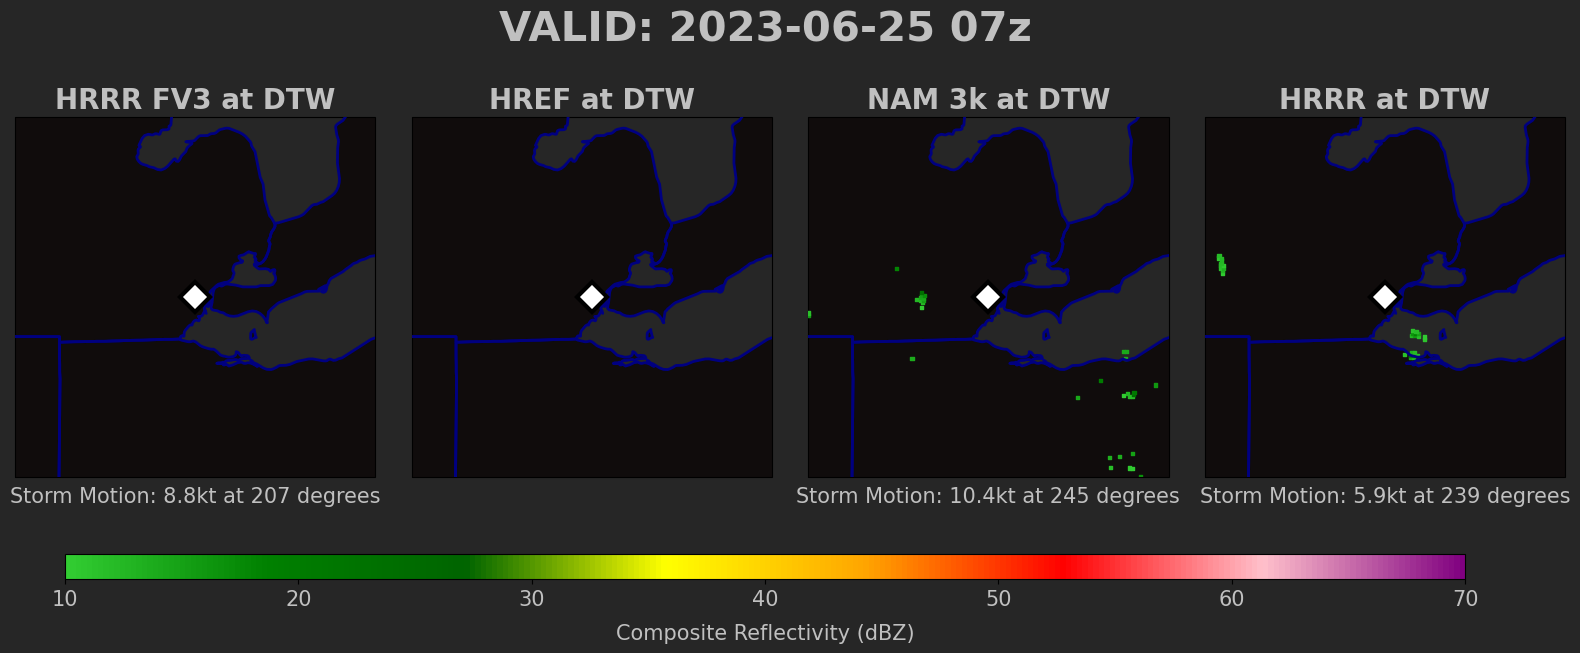 VALID: 2023-06-25 07z
HRRR FV3 at DTW
HREF at DTW
NAM 3k at DTW
HRRR at DTW
Storm Motion: 8.8kt at 207 degrees
Storm Motion: 10.4kt at 245 degrees
Storm Motion: 5.9kt at 239 degrees
10 20 30 40 50 60 70
Composite Reflectivity (dBZ)